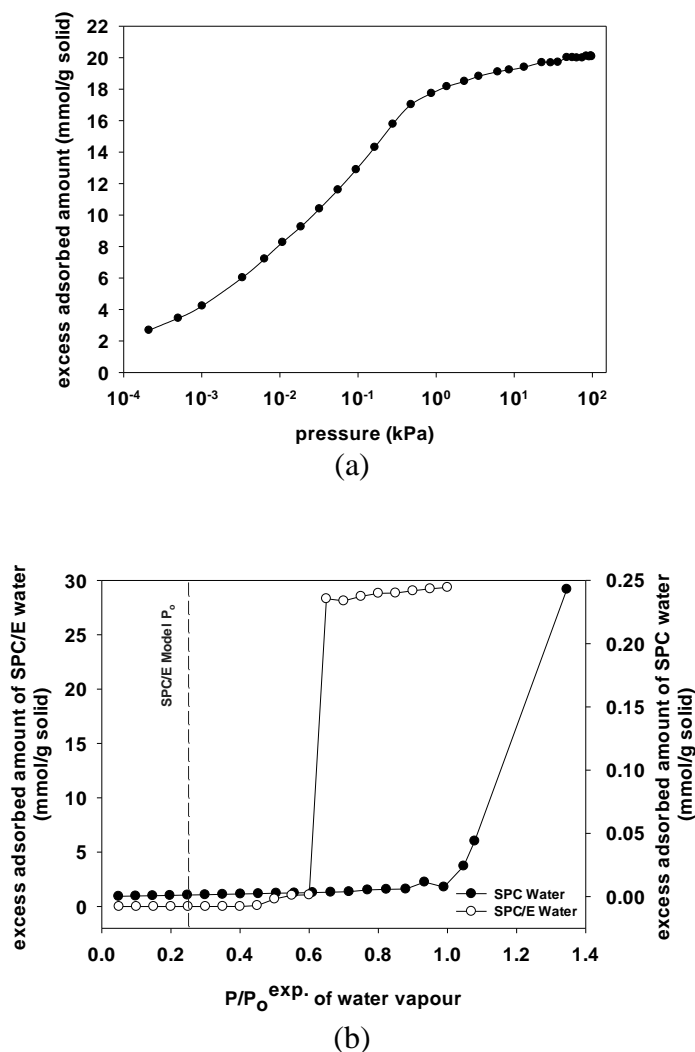 excess adsorbed amount (mmol/g solid)
22
20
18
16
14
12
10
8
6
4
2
0
10⁻⁴ 10⁻³ 10⁻² 10⁻¹ 10⁰ 10¹ 10²
pressure (kPa)
(a)
excess adsorbed amount of SPC/E water
(mmol/g solid)
30
25
20
15
10
5
0
SPC/E Model Pₒ
SPC Water
SPC/E Water
0.25
0.20
0.15
0.10
0.05
0.00
excess adsorbed amount of SPC water
(mmol/g solid)
0.0 0.2 0.4 0.6 0.8 1.0 1.2 1.4
P/Pₒexp. of water vapour
(b)